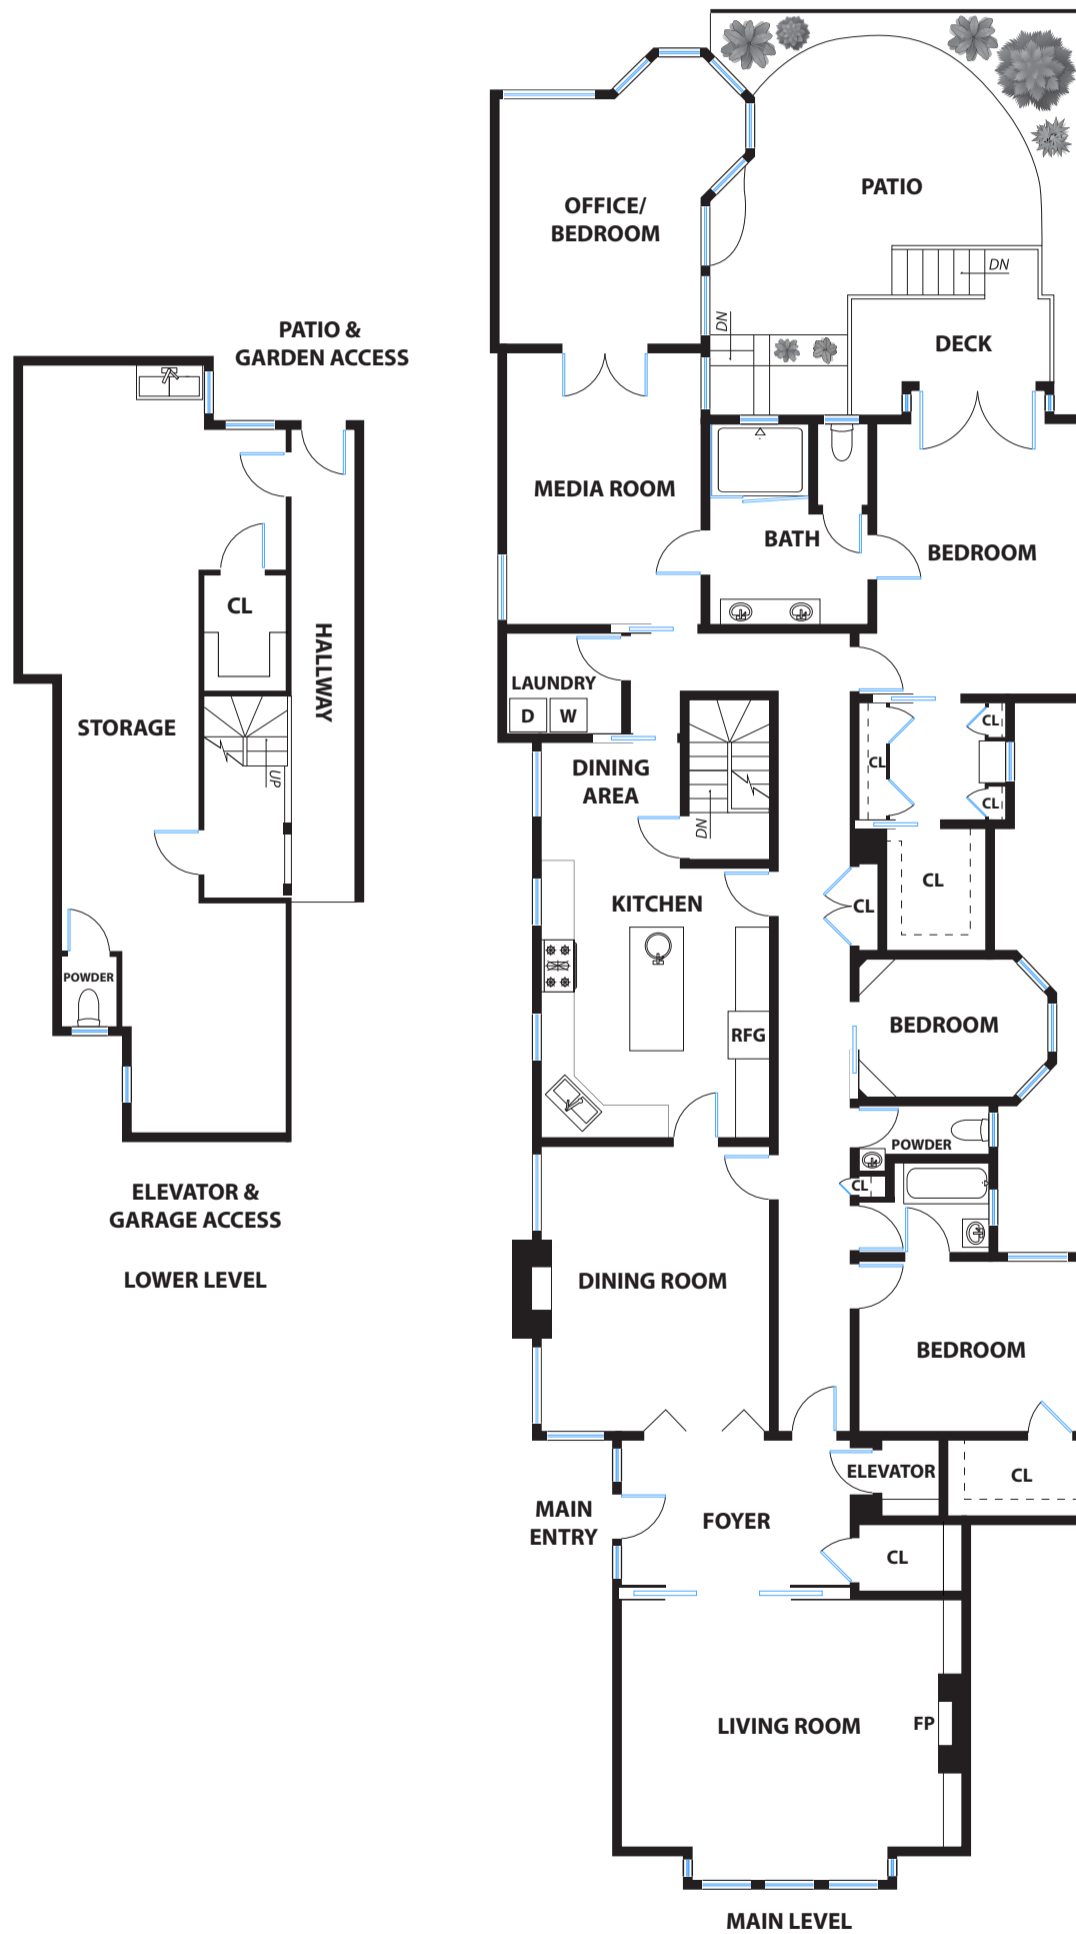 PATIO &
GARDEN ACCESS
CL
HALLWAY
STORAGE
UP
POWDER
ELEVATOR &
GARAGE ACCESS
LOWER LEVEL
OFFICE/
BEDROOM
PATIO
DN
DN
DECK
MEDIA ROOM
BATH
BEDROOM
LAUNDRY
D
W
CL
CL
CL
DINING
AREA
DN
KITCHEN
CL
CL
RFG
BEDROOM
POWDER
CL
DINING ROOM
BEDROOM
ELEVATOR
CL
MAIN
ENTRY
FOYER
CL
LIVING ROOM
FP
MAIN LEVEL